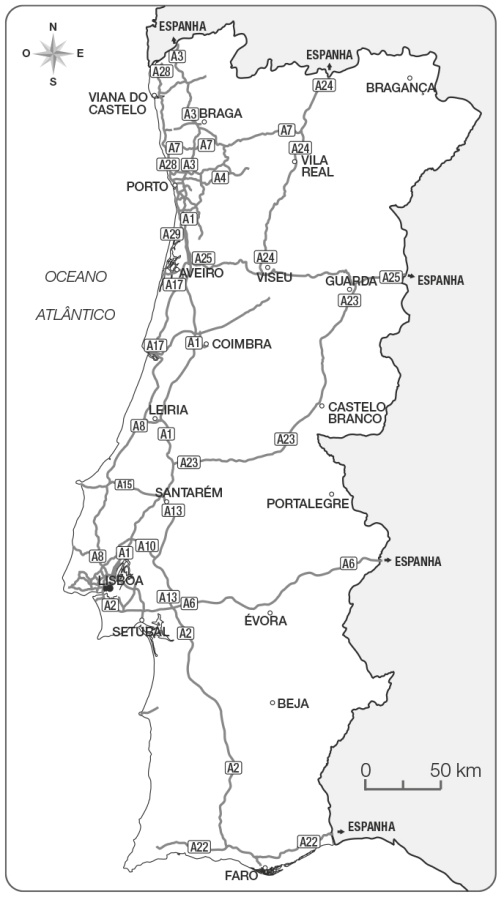 N
O
E
S
ESPANHA
A3
A28
ESPANHA
A24
BRAGANÇA
VIANA DO
CASTELO
A3
BRAGA
A7
A7
A7
A24
VILA
REAL
A28
A3
A4
PORTO
A1
A29
A25
A24
AVEIRO
VISEU
A25
ESPANHA
GUARDA
A17
A23
OCEANO
ATLÂNTICO
A17
A1
COIMBRA
LEIRIA
A8
A1
CASTELO
BRANCO
A23
A23
A15
SANTARÉM
A13
PORTALEGRE
A10
A1
A8
A6
ESPANHA
LISBOA
A2
A13
A6
ÉVORA
SETÚBAL
A2
BEJA
A2
0
50 km
ESPANHA
A22
A22
FARO